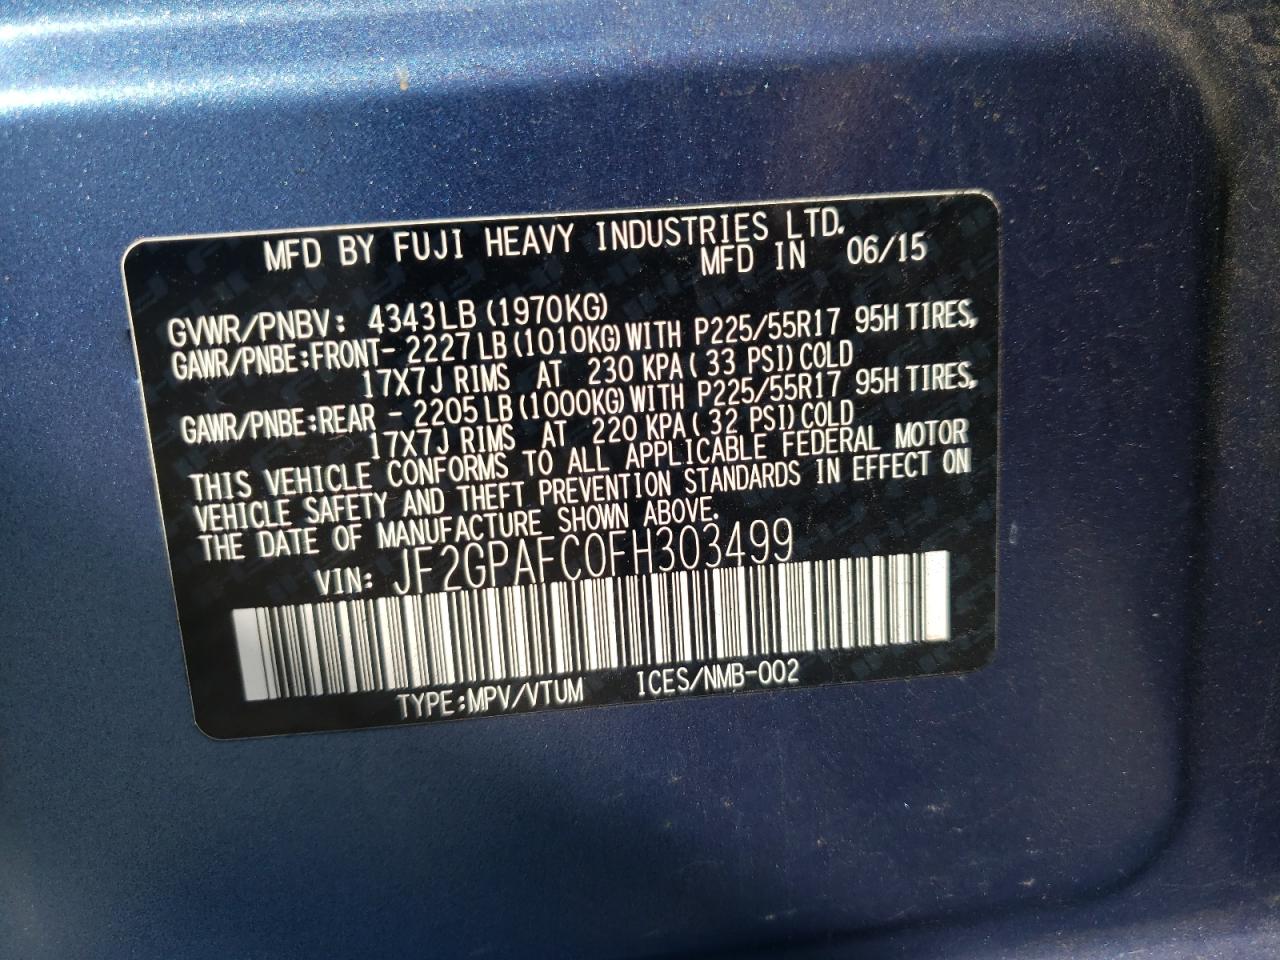 MFD BY FUJI HEAVY INDUSTRIES LTD.
MFD IN 06/15
GVWR/PNBV: 4343LB (1970KG)
GAWR/PNBE:FRONT- 2227LB (1010KG) WITH P225/55R17 95H TIRES,
17X7J RIMS AT 230 KPA ( 33 PSI) COLD
GAWR/PNBE:REAR - 2205LB (1000KG) WITH P225/55R17 95H TIRES,
17X7J RIMS AT 220 KPA ( 32 PSI) COLD
THIS VEHICLE CONFORMS TO ALL APPLICABLE FEDERAL MOTOR
VEHICLE SAFETY AND THEFT PREVENTION STANDARDS IN EFFECT ON
THE DATE OF MANUFACTURE SHOWN ABOVE.
VIN: JF2GPAFC0FH303499
TYPE:MPV/VTUM ICES/NMB-002